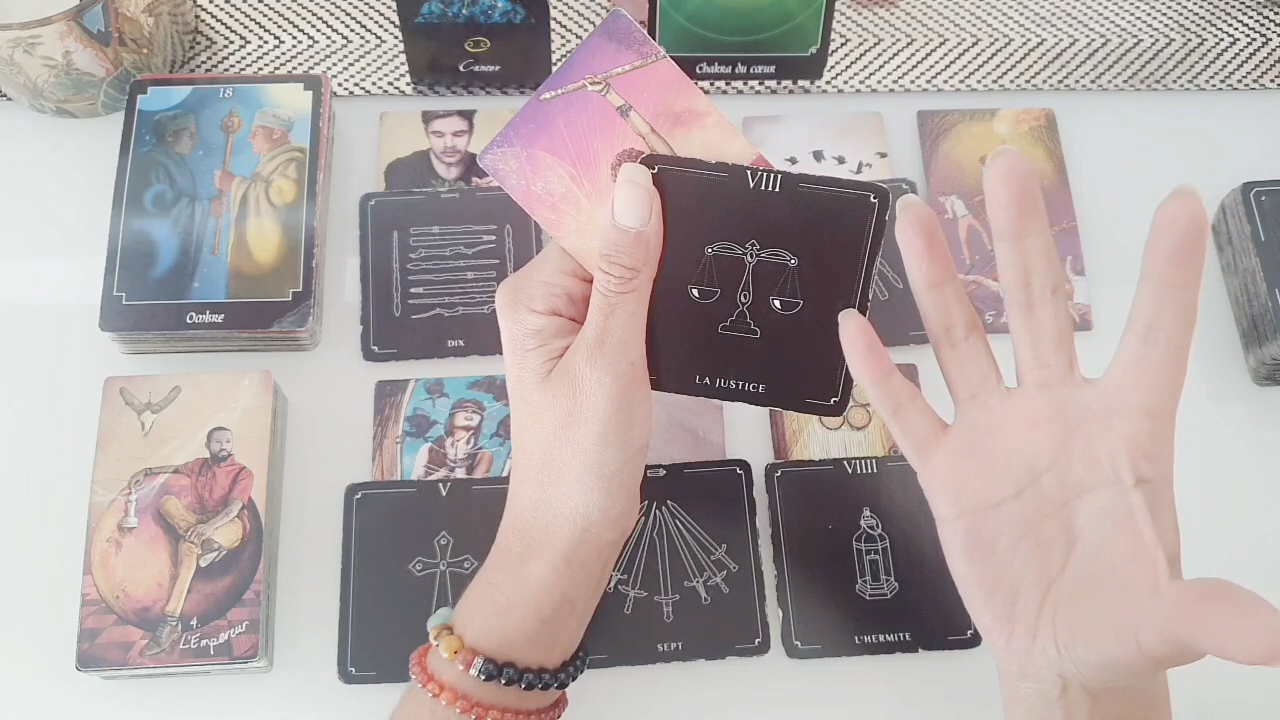 Cancer
Chakra du cœur
18
Ombre
VIII
LA JUSTICE
DIX
4.
L'Empereur
V
SEPT
VIIII
L'HERMITE
5